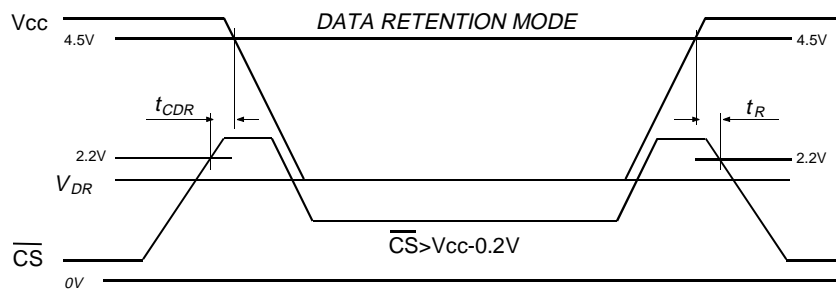 Vcc DATA RETENTION MODE
4.5V 4.5V
tCDR tR
2.2V 2.2V
VDR
CS>Vcc-0.2V
CS
0V